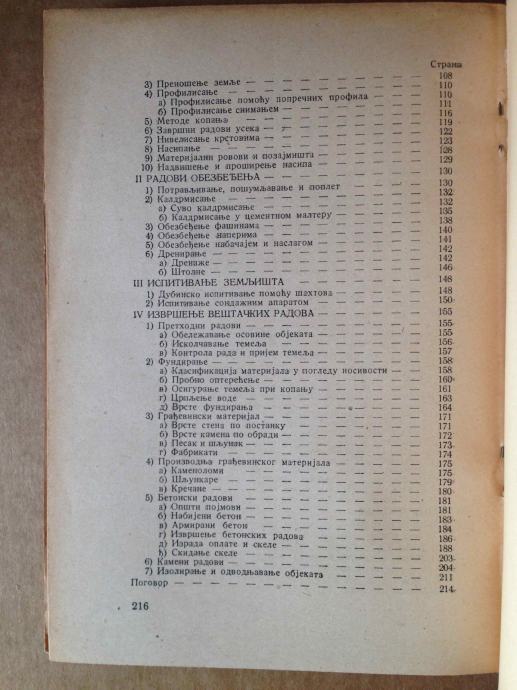 Страна
3) Преношење земље — 108
4) Профилисање — 110
а) Профилисање помоћу попречних профила — 110
б) Профилисање снимањем — 111
5) Методе копања — 116
6) Завршни радови усека — 119
7) Нивелисање крстовима — 122
8) Насипање — 123
9) Материјални ровови и позајмишта — 128
10) Надвишење и проширење насипа — 129
II РАДОВИ ОБЕЗБЕЂЕЊА — 130
1) Потрављивање, пошумљавање и поплет — 130
2) Калдрмисање — 132
а) Суво калдрмисање — 132
б) Калдрмисање у цементном малтеру — 135
3) Обезбеђење фашинама — 138
4) Обезбеђење наперима — 140
5) Обезбеђење набачајем и наслагом — 141
6) Дренирање — 142
а) Дренаже — 142
б) Штолне — 146
III ИСПИТИВАЊЕ ЗЕМЉИШТА — 148
1) Дубинско испитивање помоћу шахтова — 148
2) Испитивање сондажним апаратом — 150
IV ИЗВРШЕЊЕ ВЕШТАЧКИХ РАДОВА — 155
1) Претходни радови — 155
а) Обележавање осовине објеката — 155
б) Исколчавање темеља — 156
в) Контрола рада и пријем темеља — 157
2) Фундирање — 158
а) Класификација материјала у погледу носивости — 158
б) Пробно оптерећење — 160
в) Осигурање темеља при копању — 161
г) Црпљење воде — 163
д) Врсте фундирања — 164
3) Грађевински материјал — 171
а) Врсте стена по постанку — 171
б) Врсте камена по обради — 172
в) Песак и шљунак — 173
г) Фабрикати — 174
4) Производња грађевинског материјала — 175
а) Каменоломи — 175
б) Шљункаре — 179
в) Кречане — 180
5) Бетонски радови — 181
а) Општи појмови — 181
б) Набијени бетон — 183
в) Армирани бетон — 184
г) Извршење бетонских радова — 186
д) Израда оплате и скеле — 188
ђ) Скидање скеле — 203
6) Камени радови — 204
7) Изолирање и одводњавање објеката — 211
Поговор — 214
216